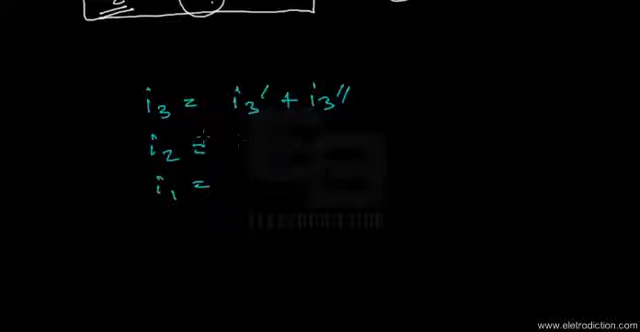 i₃ = i₃' + i₃''
i₂ =
i₁ =
www.eletrodiction.com